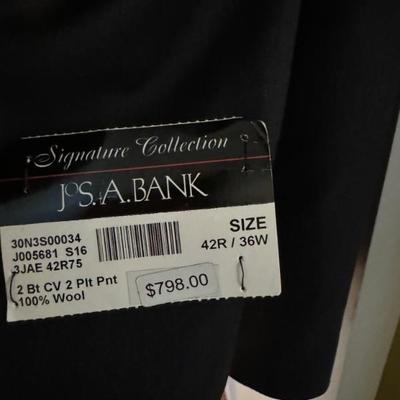 Signature Collection
JOS.A.BANK
30N3S00034
J005681 S16
3JAE 42R75
SIZE
42R / 36W
2 Bt CV 2 Plt Pnt
100% Wool
$798.00